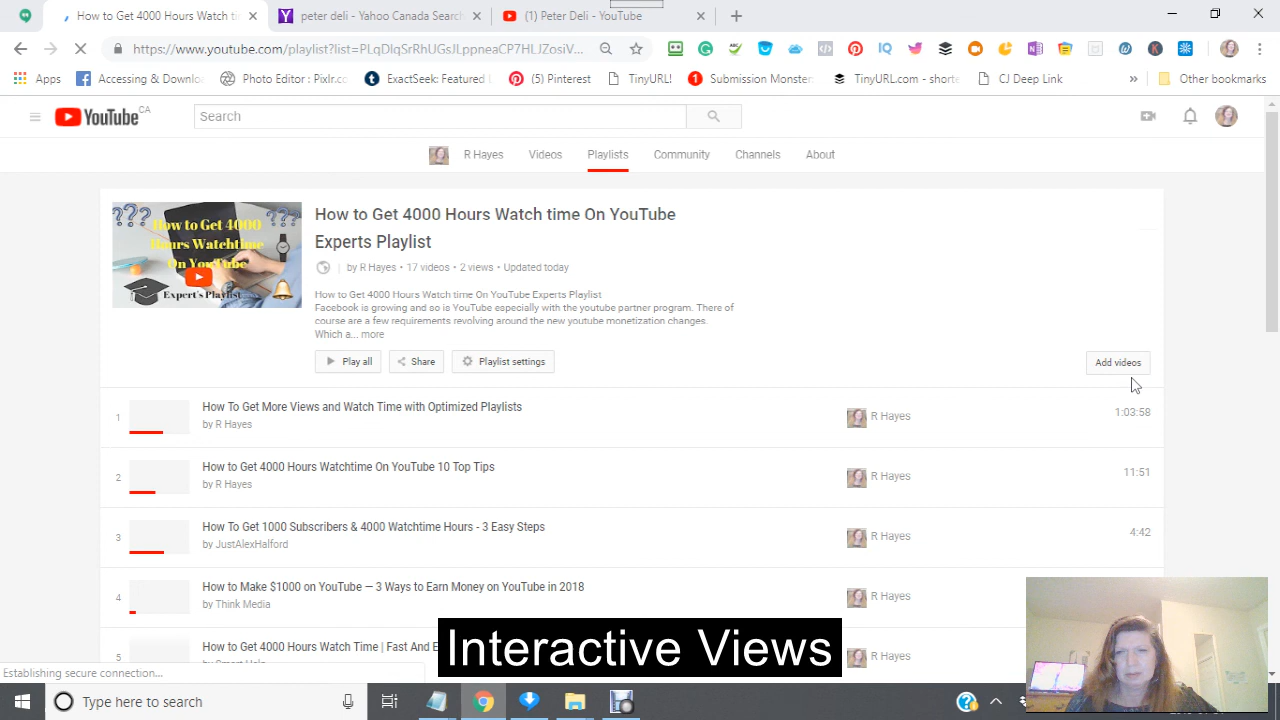 How to Get 4000 Hours Watch ti
peter deli - Yahoo Canada Search
(1) Peter Deli - YouTube
https://www.youtube.com/playlist?list=
Apps
Accessing & Downlo
Photo Editor : Pixlr.co
ExactSeek: Featured L
(5) Pinterest
TinyURL!
Submission Monster
TinyURL.com - shorte
CJ Deep Link
»
Other bookmarks
YouTube CA
Search
R Hayes Videos Playlists Community Channels About
???
How to Get 4000
Hours Watchtime
On YouTube
Expert's Playlist
How to Get 4000 Hours Watch time On YouTube
Experts Playlist
by R Hayes • 17 videos • 2 views • Updated today
How to Get 4000 Hours Watch time On YouTube Experts Playlist
Facebook is growing and so is YouTube especially with the youtube partner program. There of
course are a few requirements revolving around the new youtube monetization changes.
Which a... more
Play all Share Playlist settings
Add videos
1 How To Get More Views and Watch Time with Optimized Playlists R Hayes 1:03:58
by R Hayes
2 How to Get 4000 Hours Watchtime On YouTube 10 Top Tips R Hayes 11:51
by R Hayes
3 How To Get 1000 Subscribers & 4000 Watchtime Hours - 3 Easy Steps R Hayes 4:42
by JustAlexHalford
4 How to Make $1000 on YouTube — 3 Ways to Earn Money on YouTube in 2018 R Hayes
by Think Media
5 How to Get 4000 Hours Watch Time | Fast And E R Hayes
Interactive Views
Establishing secure connection...
Type here to search